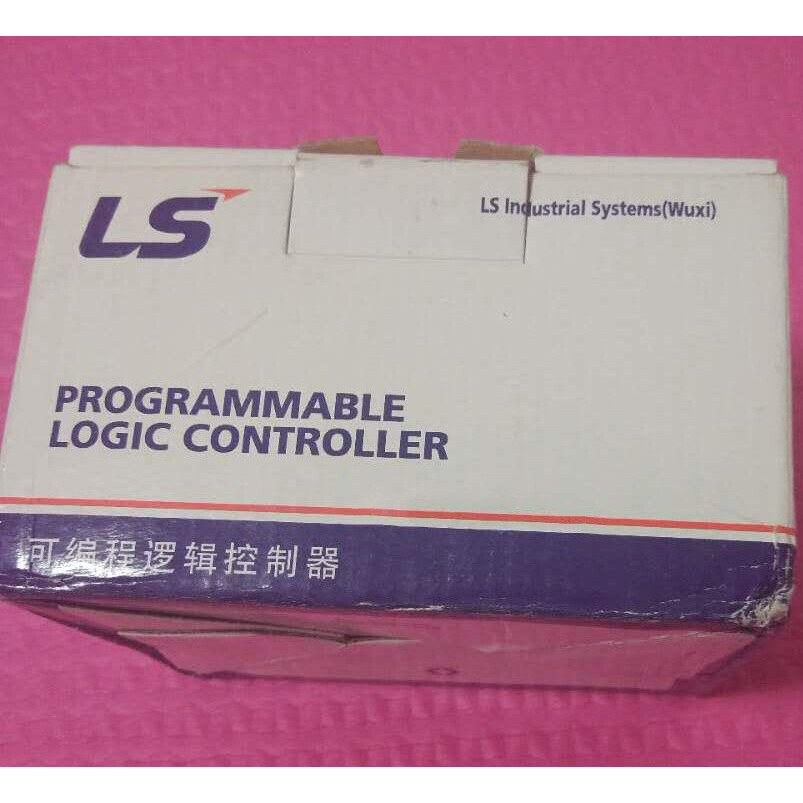 LS
LS Industrial Systems(Wuxi)
PROGRAMMABLE
LOGIC CONTROLLER
可编程逻辑控制器